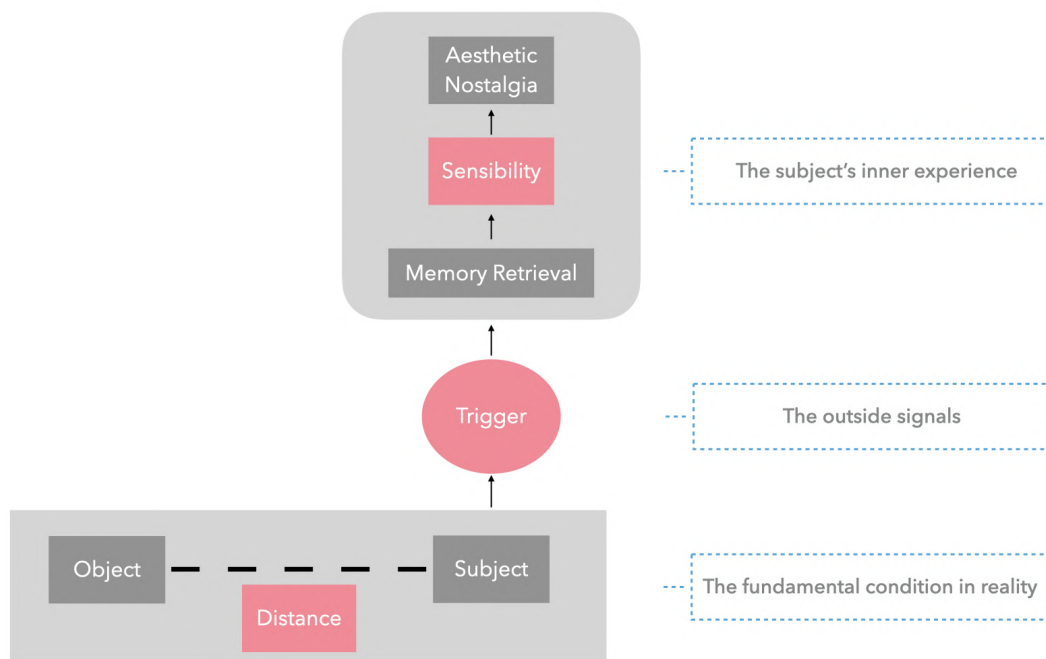 Aesthetic
Nostalgia
Sensibility
The subject’s inner experience
Memory Retrieval
Trigger
The outside signals
Object
Subject
Distance
The fundamental condition in reality